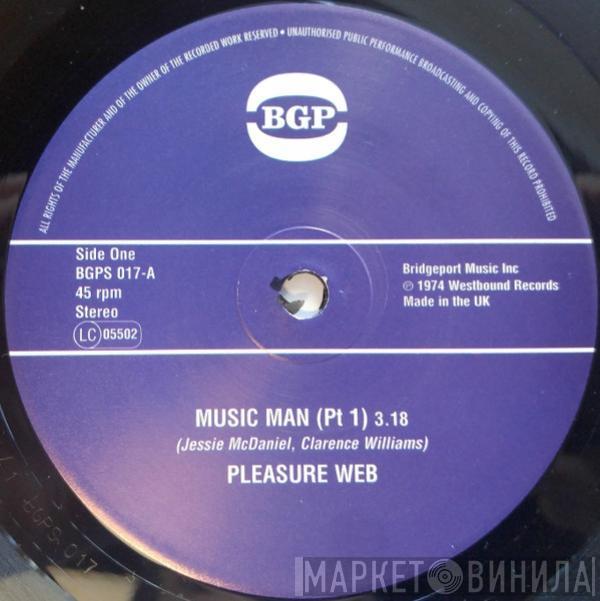 ALL RIGHTS OF THE MANUFACTURER AND OF THE OWNER OF THE RECORDED WORK RESERVED • UNAUTHORISED PUBLIC PERFORMANCE BROADCASTING AND COPYING OF THIS RECORD PROHIBITED
BGP
Side One
BGPS 017-A
45 rpm
Stereo
LC 05502
Bridgeport Music Inc
℗ 1974 Westbound Records
Made in the UK
MUSIC MAN (Pt 1) 3.18
(Jessie McDaniel, Clarence Williams)
PLEASURE WEB
BGPS 017
МАРКЕТ ВИНИЛА